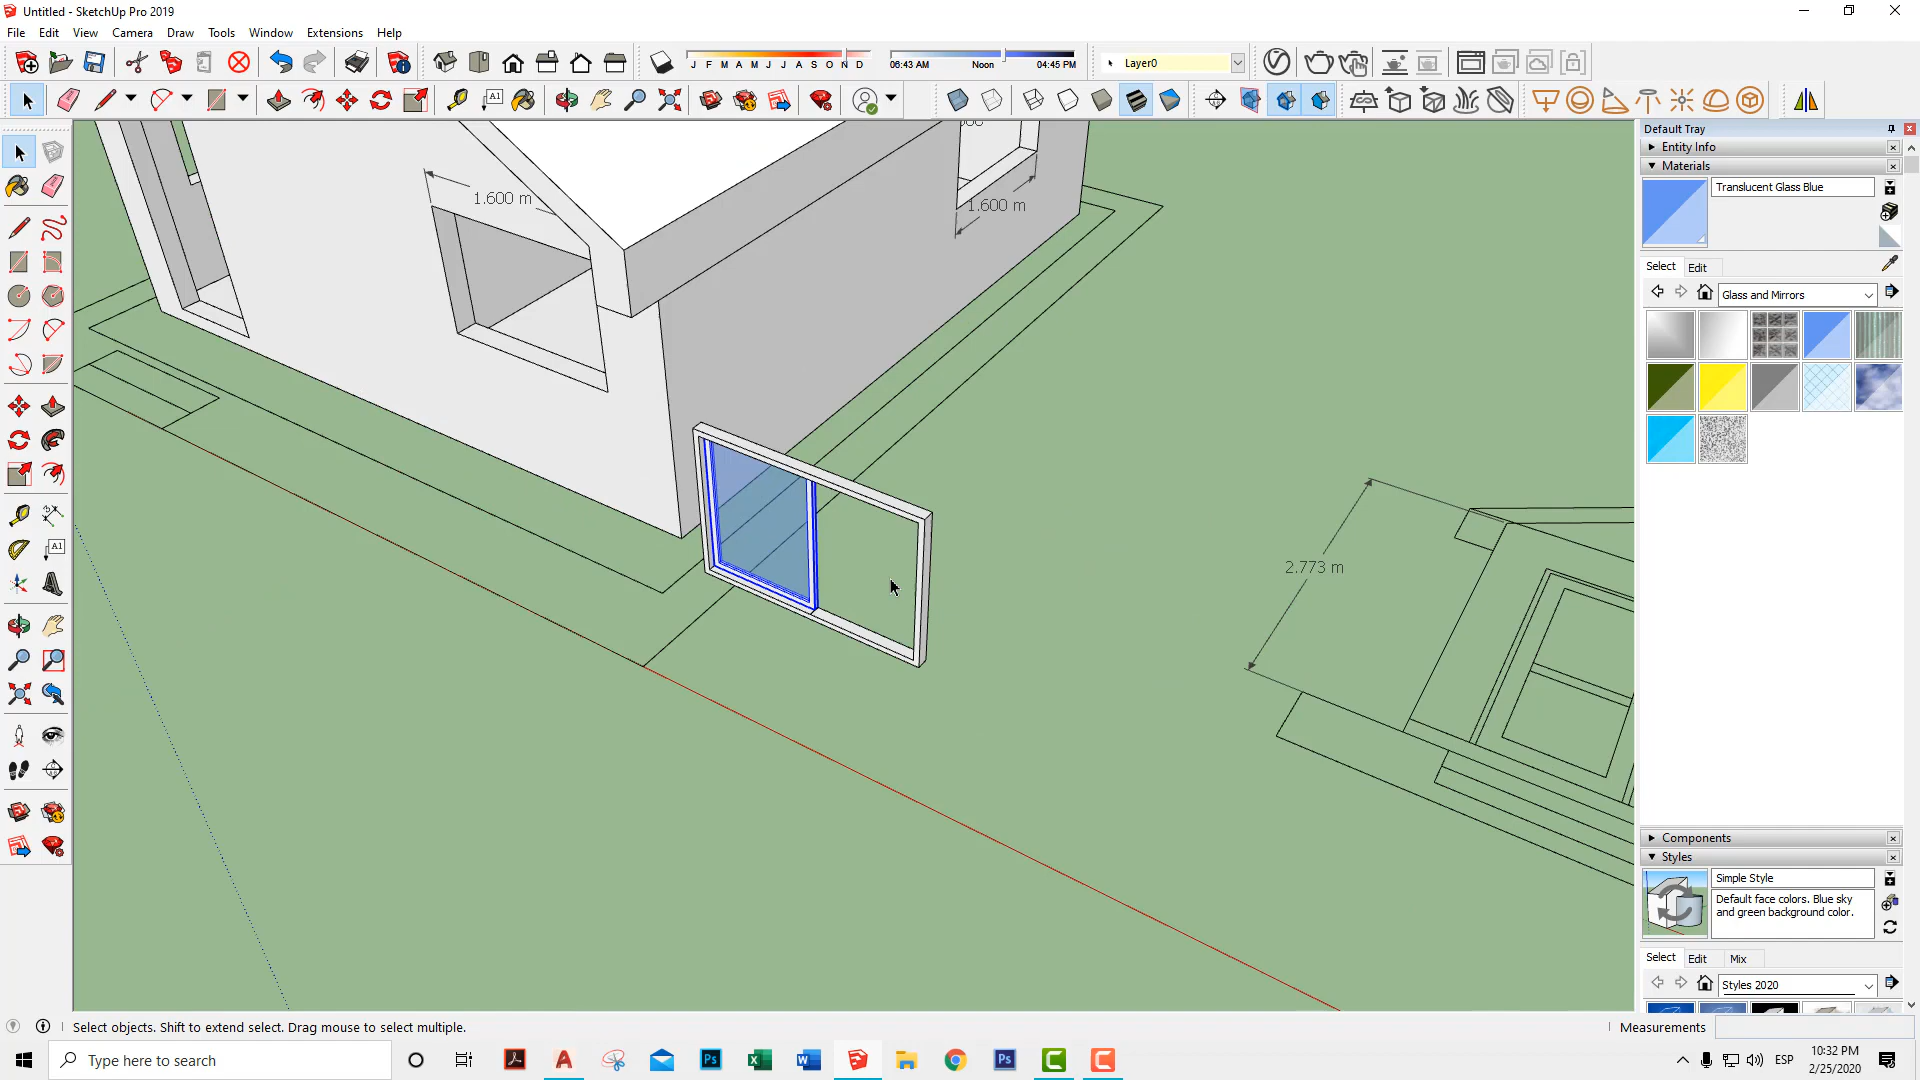 Untitled - SketchUp Pro 2019
File Edit View Camera Draw Tools Window Extensions Help
J F M A M J J A S O N D
06:43 AM Noon 04:45 PM
Layer0
A1
Default Tray
Entity Info
Materials
Translucent Glass Blue
Select Edit
Glass and Mirrors
1.600 m
1.600 m
2.773 m
A1
Components
Styles
Simple Style
Default face colors. Blue sky
and green background color.
Select Edit Mix
Styles 2020
Select objects. Shift to extend select. Drag mouse to select multiple.
Measurements
Type here to search
ESP
10:32 PM
2/25/2020